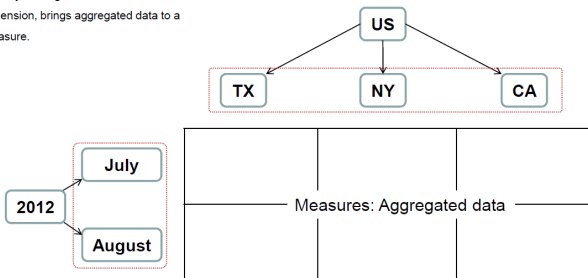 ension, brings aggregated data to a
asure.
US
TX NY CA
July
2012
August
Measures: Aggregated data